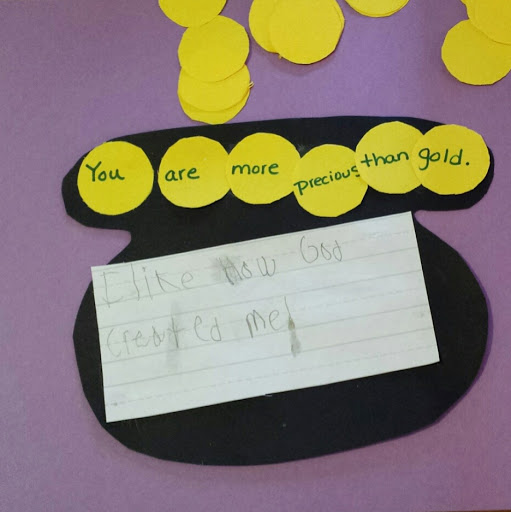 You are more precious than gold.
I like How God
created me!